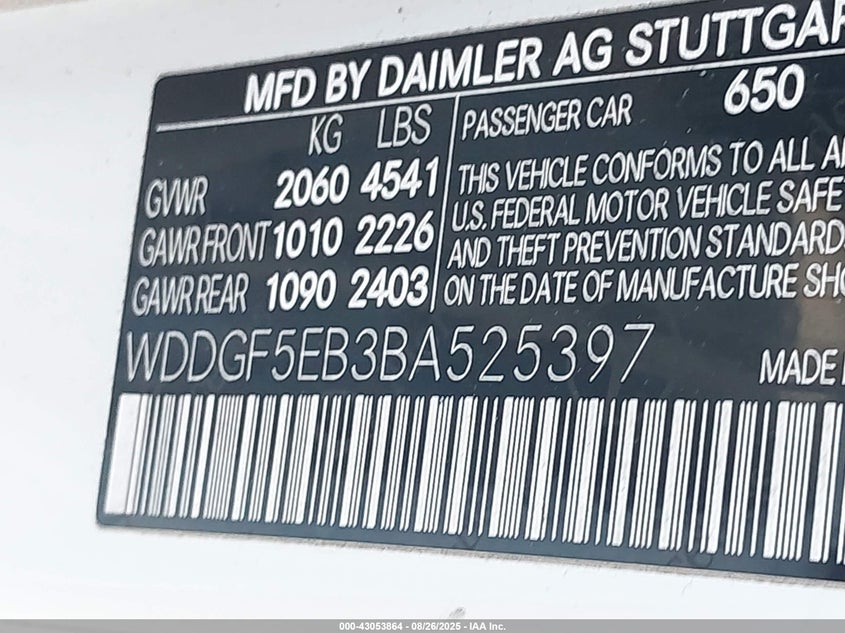 MFD BY DAIMLER AG STUTTGAR
KG LBS
GVWR 2060 4541
GAWR FRONT 1010 2226
GAWR REAR 1090 2403
PASSENGER CAR 650
THIS VEHICLE CONFORMS TO ALL A
U.S. FEDERAL MOTOR VEHICLE SAFE
AND THEFT PREVENTION STANDARD
ON THE DATE OF MANUFACTURE SHO
WDDGF5EB3BA525397
MADE
000-43053864 - 08/26/2025 - IAA Inc.